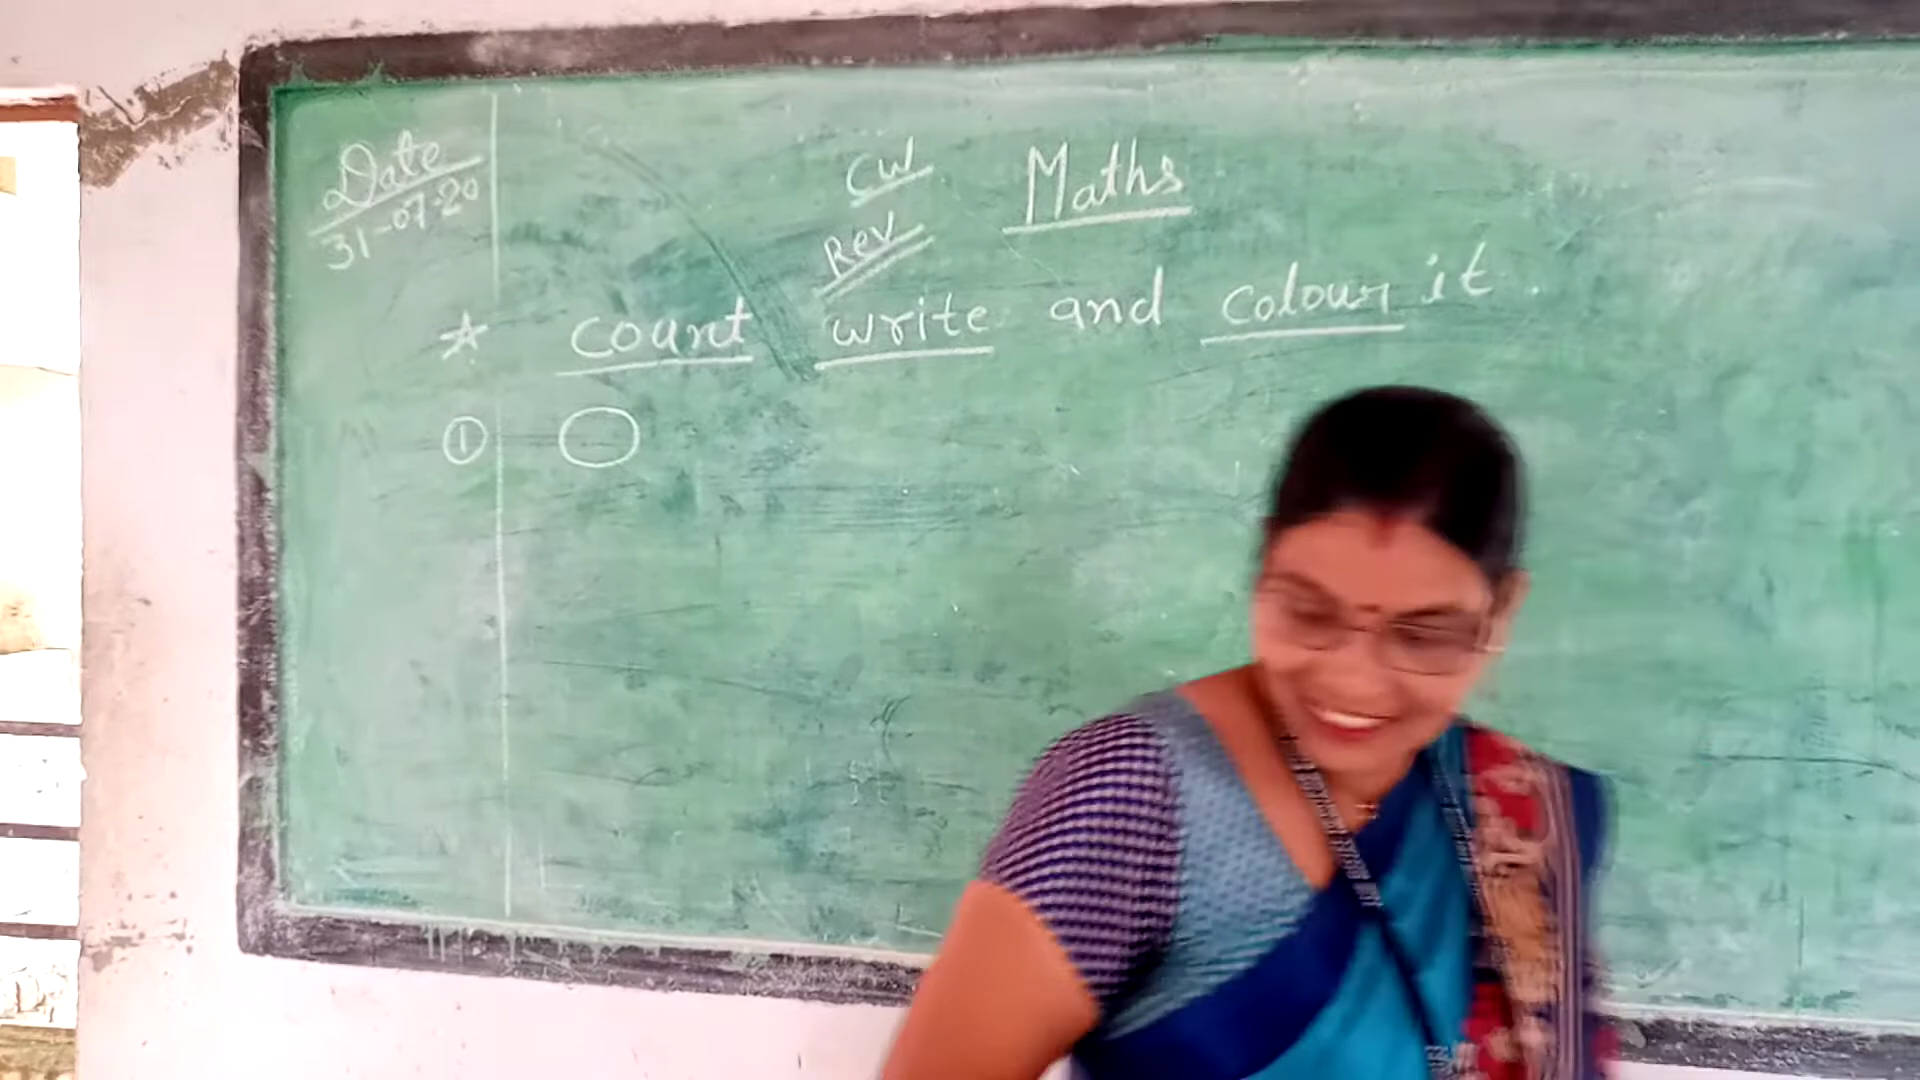 Date
31-07-20
CW Maths
Rev
☆ count write and colour it.
①